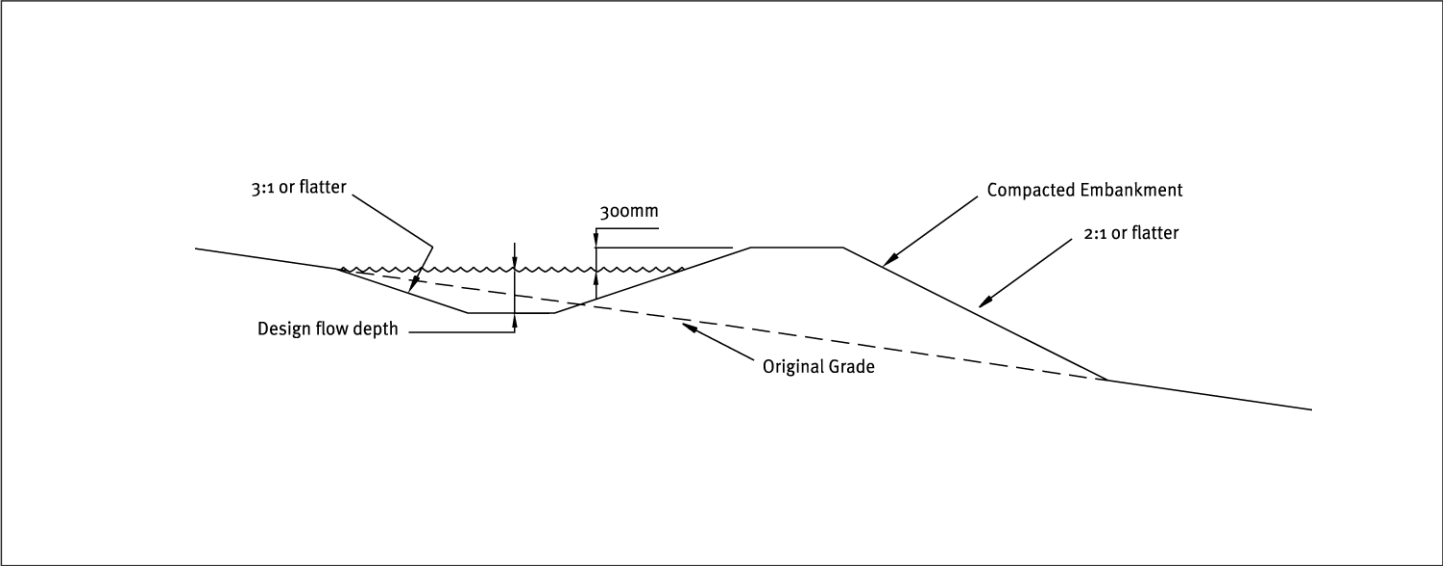 3:1 or flatter
300mm
Compacted Embankment
2:1 or flatter
Design flow depth
Original Grade